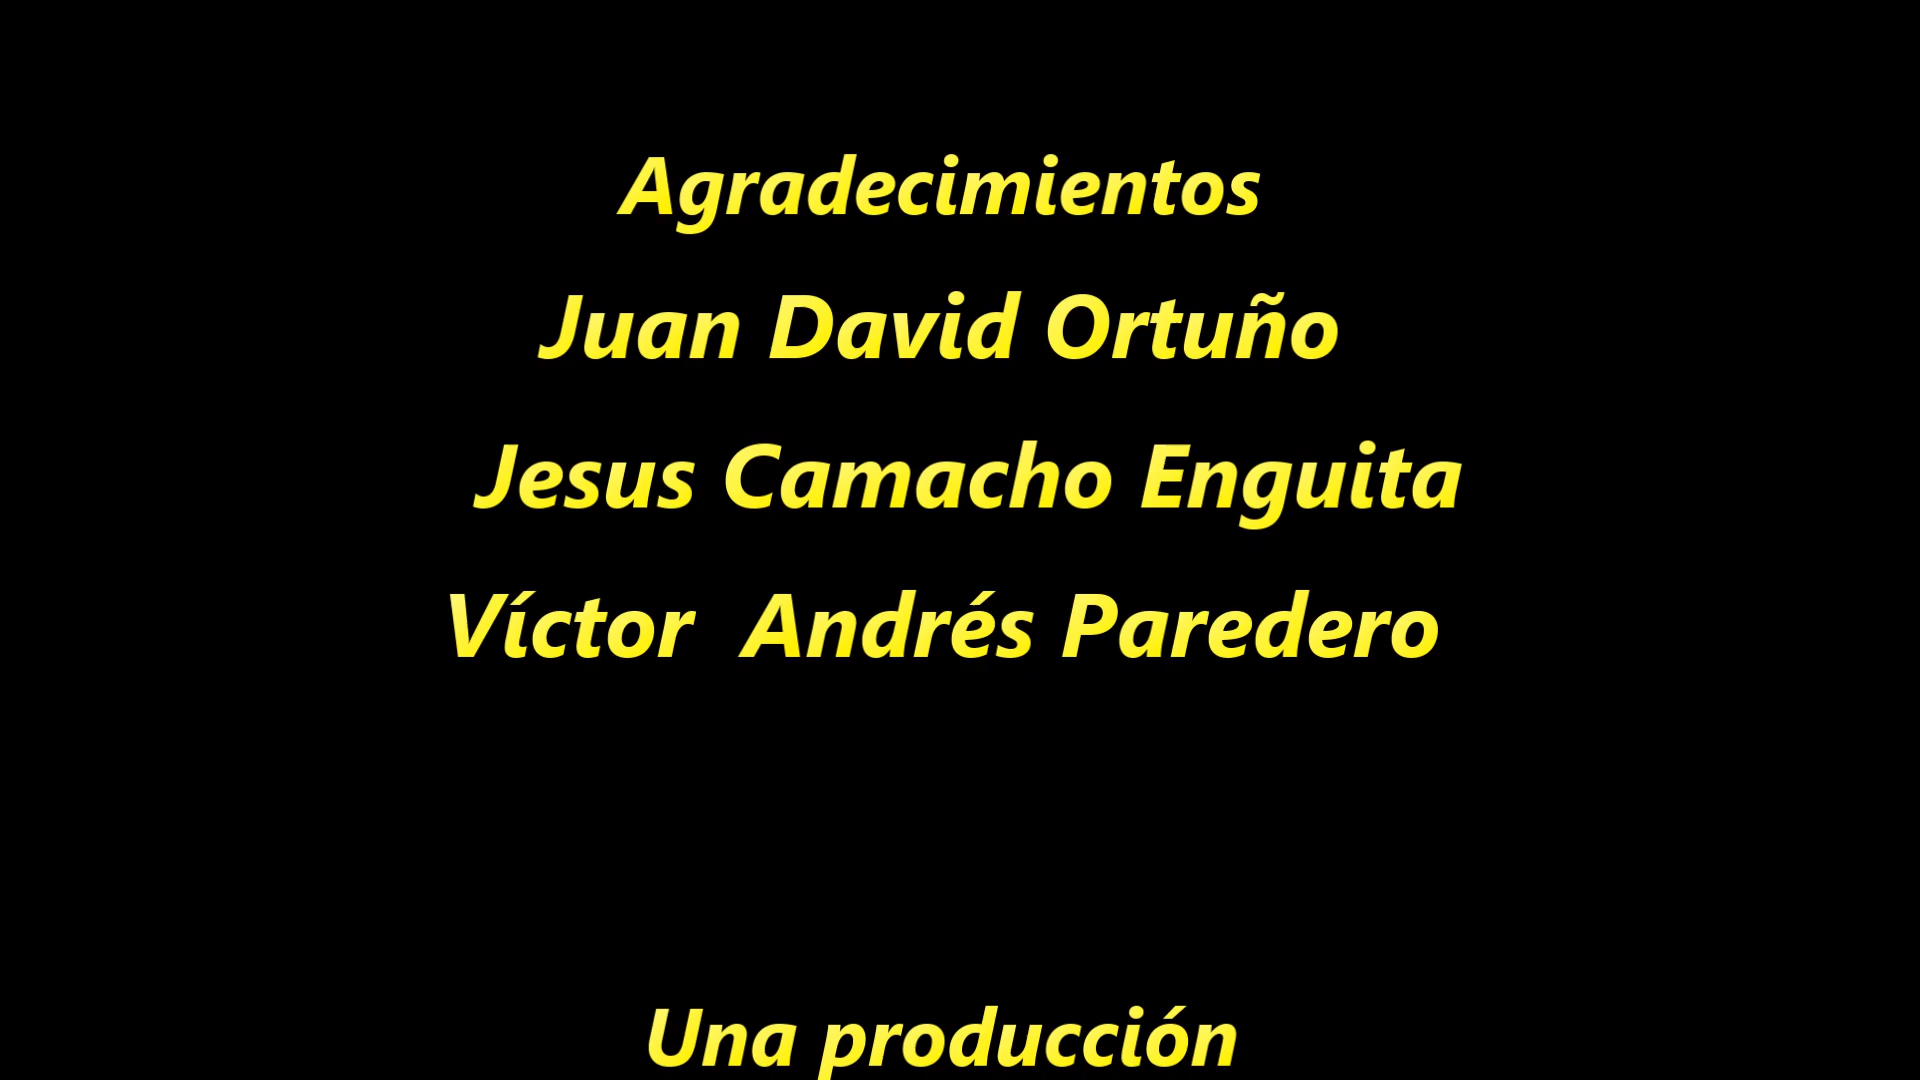 Agradecimientos
Juan David Ortuño
Jesus Camacho Enguita
Víctor  Andrés Paredero
Una producción